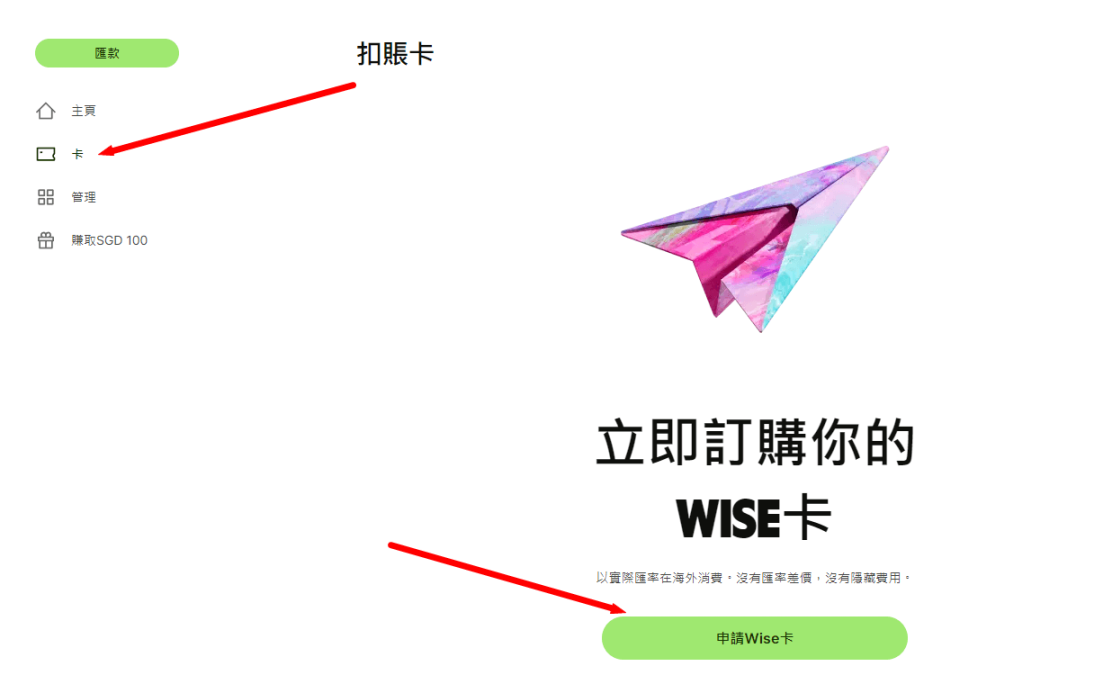 匯款
扣賬卡
主頁
卡
管理
賺取SGD 100
立即訂購你的
WISE卡
以實際匯率在海外消費。沒有匯率差價，沒有隱藏費用。
申請Wise卡